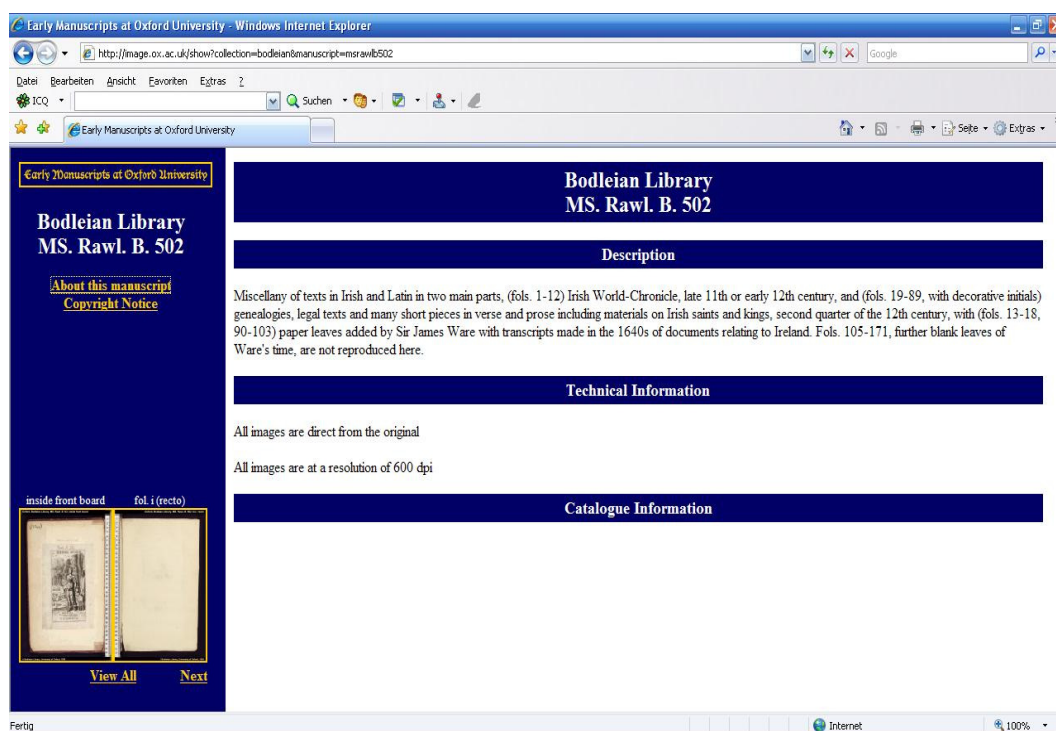 Early Manuscripts at Oxford University - Windows Internet Explorer
http://image.ox.ac.uk/show?collection=bodleian&manuscript=msrawlb502
Google
Datei Bearbeiten Ansicht Favoriten Extras ?
ICQ Suchen
Early Manuscripts at Oxford University Seite Extras
Early Manuscripts at Oxford University
Bodleian Library
MS. Rawl. B. 502
About this manuscript
Copyright Notice
inside front board fol. i (recto)
View All Next
Bodleian Library
MS. Rawl. B. 502
Description
Miscellany of texts in Irish and Latin in two main parts, (fols. 1-12) Irish World-Chronicle, late 11th or early 12th century, and (fols. 19-89, with decorative initials)
genealogies, legal texts and many short pieces in verse and prose including materials on Irish saints and kings, second quarter of the 12th century, with (fols. 13-18,
90-103) paper leaves added by Sir James Ware with transcripts made in the 1640s of documents relating to Ireland. Fols. 105-171, further blank leaves of
Ware's time, are not reproduced here.
Technical Information
All images are direct from the original
All images are at a resolution of 600 dpi
Catalogue Information
Fertig Internet 100%